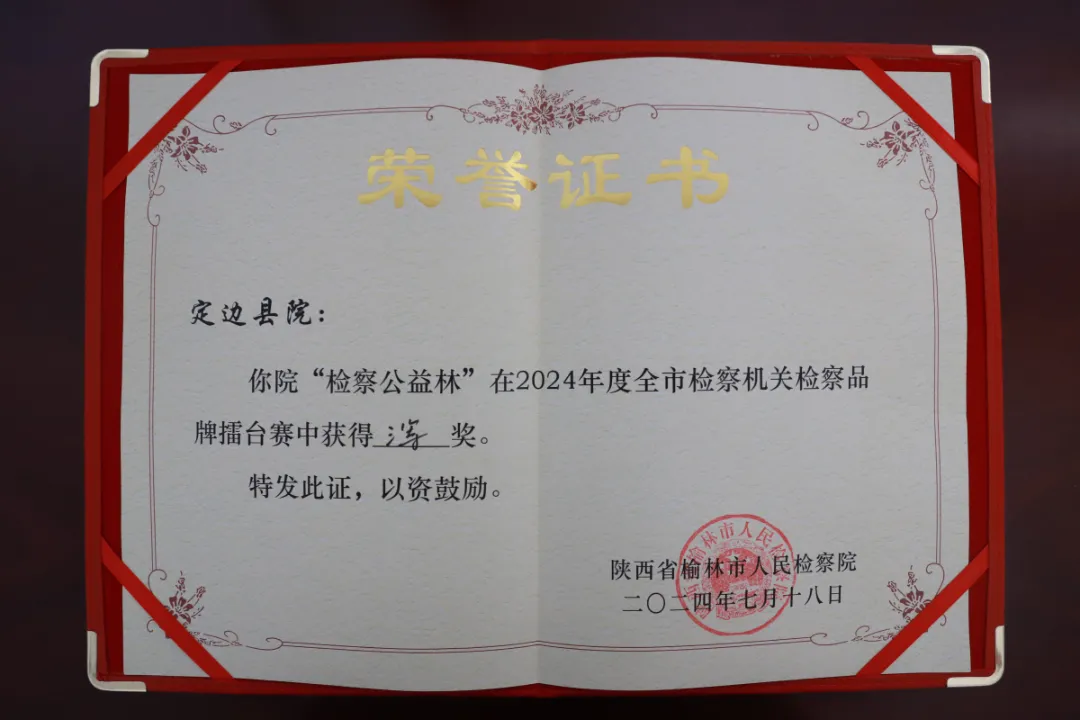 荣誉证书
定边县院：
你院“检察公益林”在2024年度全市检察机关检察品
牌擂台赛中获得 奖。
特发此证，以资鼓励。
陕西省榆林市人民检察院
二〇二四年七月十八日